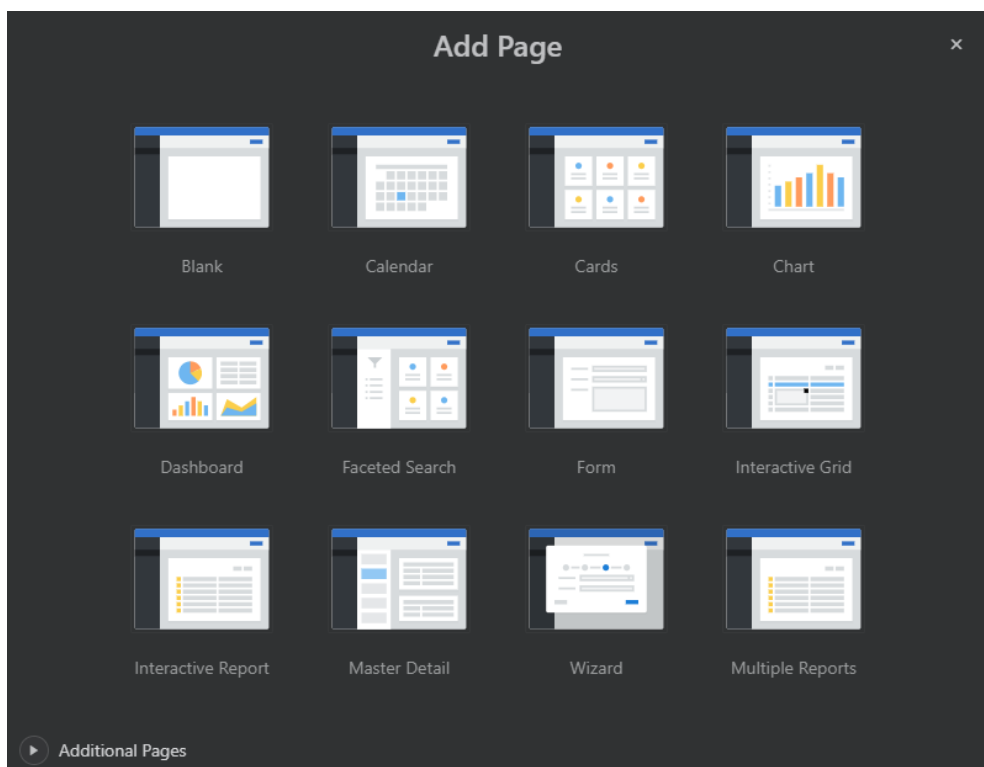 Add Page
Blank
Calendar
Cards
Chart
Dashboard
Faceted Search
Form
Interactive Grid
Interactive Report
Master Detail
Wizard
Multiple Reports
Additional Pages